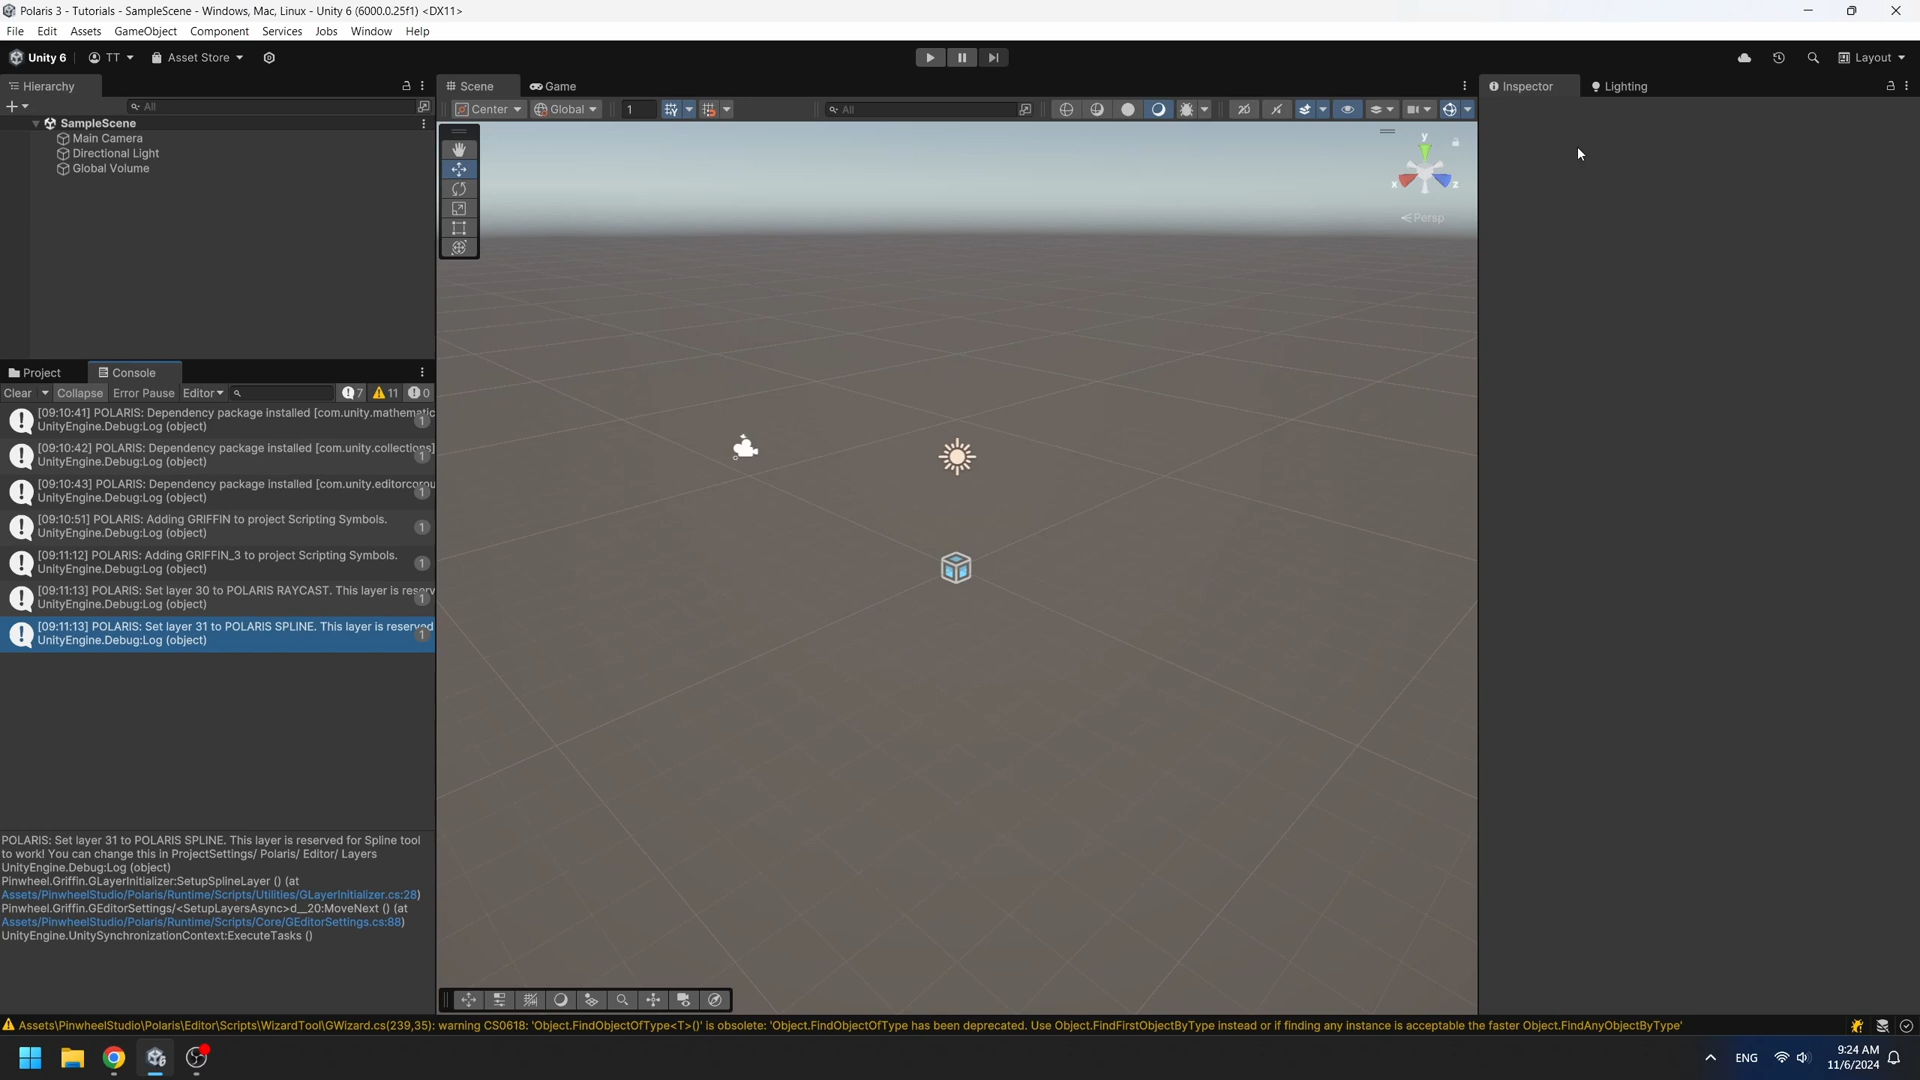 Polaris 3 - Tutorials - SampleScene - Windows, Mac, Linux - Unity 6 (6000.0.25f1) <DX11>
File Edit Assets GameObject Component Services Jobs Window Help
Unity 6 TT Asset Store Layout
Hierarchy Scene Game Inspector Lighting
All Center Global 1 All
SampleScene
Main Camera
Directional Light
Global Volume
y
x z
Persp
Project Console
Clear Collapse Error Pause Editor 7 11 0
[09:10:41] POLARIS: Dependency package installed [com.unity.mathematic
UnityEngine.Debug:Log (object) 1
[09:10:42] POLARIS: Dependency package installed [com.unity.collections]
UnityEngine.Debug:Log (object) 1
[09:10:43] POLARIS: Dependency package installed [com.unity.editorcorou
UnityEngine.Debug:Log (object) 1
[09:10:51] POLARIS: Adding GRIFFIN to project Scripting Symbols.
UnityEngine.Debug:Log (object) 1
[09:11:12] POLARIS: Adding GRIFFIN_3 to project Scripting Symbols.
UnityEngine.Debug:Log (object) 1
[09:11:13] POLARIS: Set layer 30 to POLARIS RAYCAST. This layer is reserv
UnityEngine.Debug:Log (object) 1
[09:11:13] POLARIS: Set layer 31 to POLARIS SPLINE. This layer is reserved
UnityEngine.Debug:Log (object) 1
POLARIS: Set layer 31 to POLARIS SPLINE. This layer is reserved for Spline tool
to work! You can change this in ProjectSettings/ Polaris/ Editor/ Layers
UnityEngine.Debug:Log (object)
Pinwheel.Griffin.GLayerInitializer:SetupSplineLayer () (at
Assets/PinwheelStudio/Polaris/Runtime/Scripts/Utilities/GLayerInitializer.cs:28)
Pinwheel.Griffin.GEditorSettings/<SetupLayersAsync>d__20:MoveNext () (at
Assets/PinwheelStudio/Polaris/Runtime/Scripts/Core/GEditorSettings.cs:88)
UnityEngine.UnitySynchronizationContext:ExecuteTasks ()
Assets\PinwheelStudio\Polaris\Editor\Scripts\WizardTool\GWizard.cs(239,35): warning CS0618: 'Object.FindObjectOfType<T>()' is obsolete: 'Object.FindObjectOfType has been deprecated. Use Object.FindFirstObjectByType instead or if finding any instance is acceptable the faster Object.FindAnyObjectByType'
ENG 9:24 AM
11/6/2024